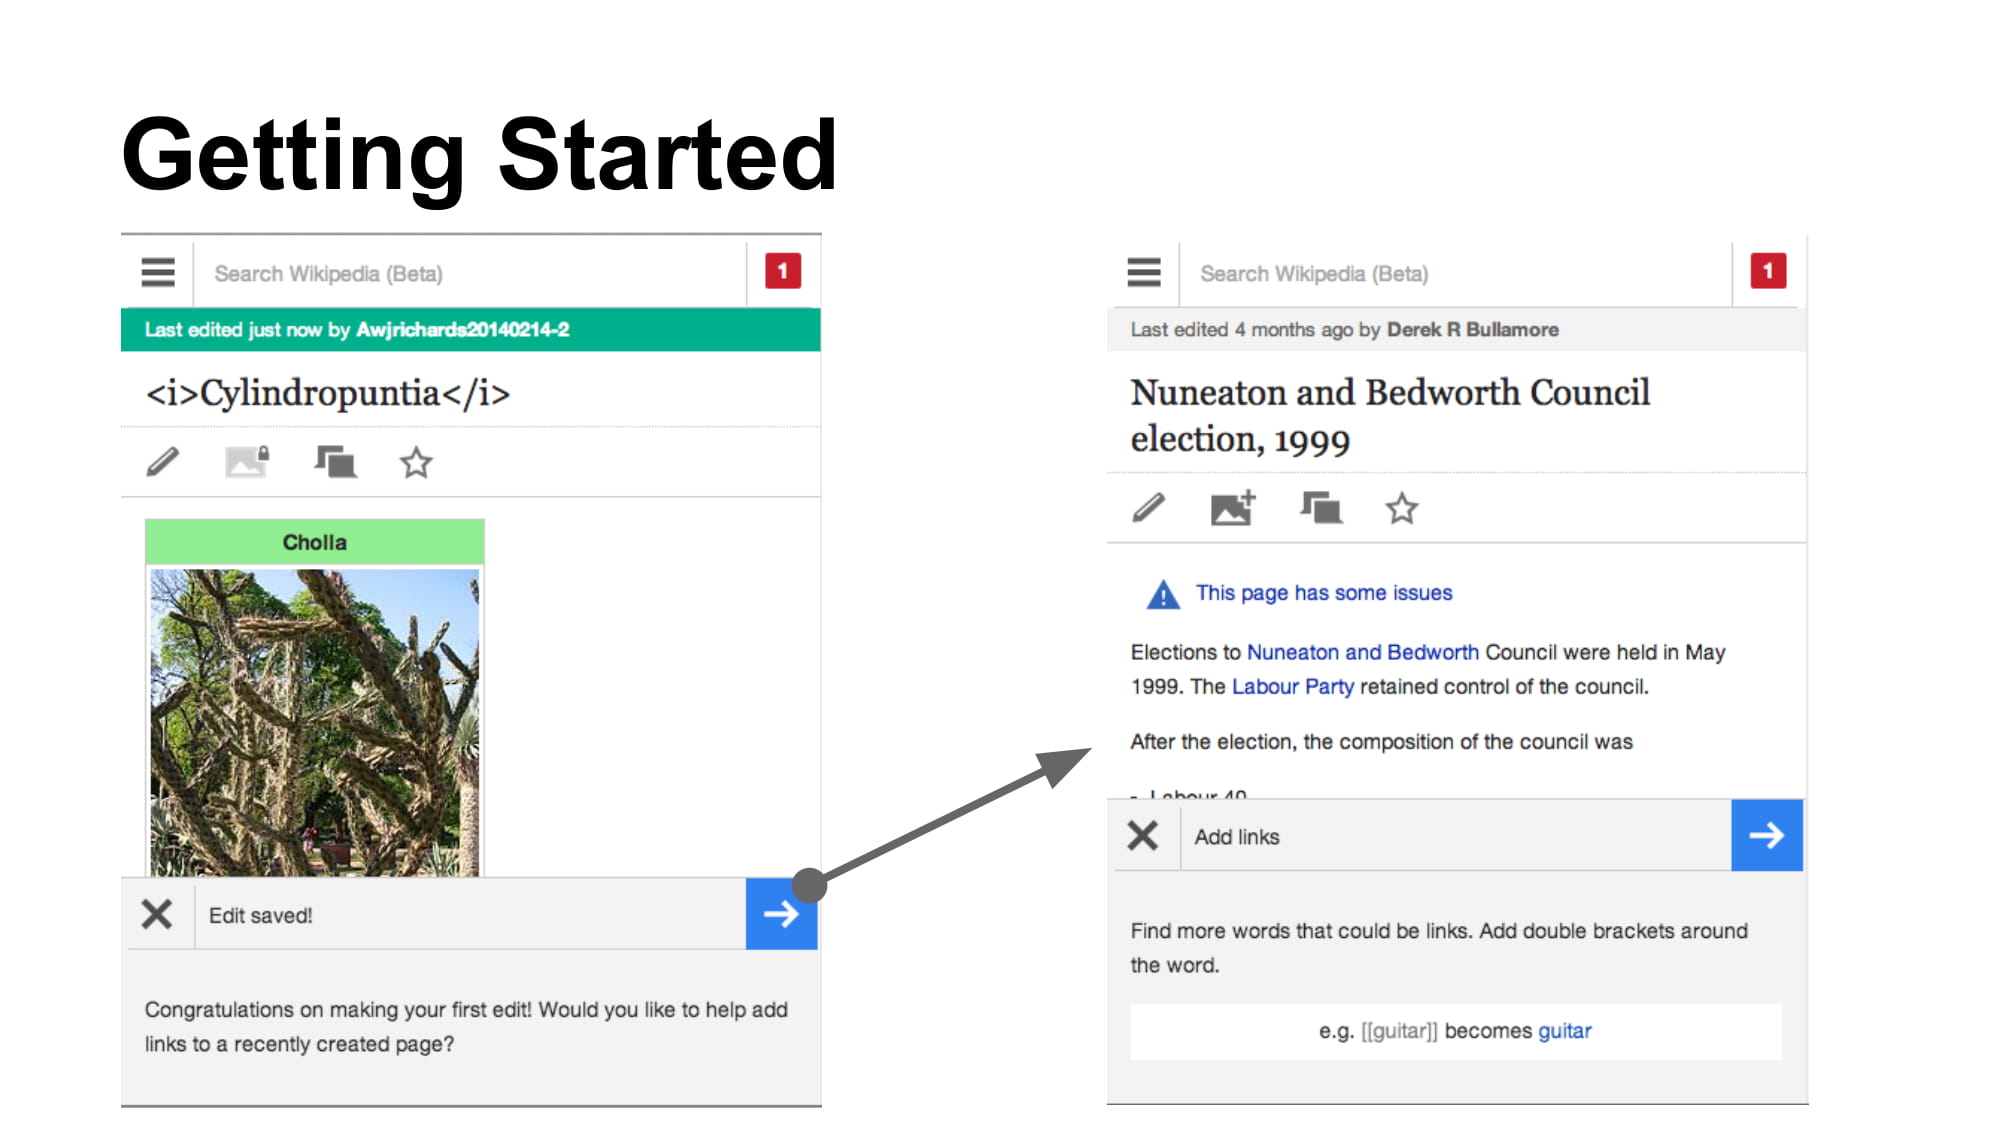 Getting Started
Search Wikipedia (Beta)
1
Last edited just now by Awjrichards20140214-2
<i>Cylindropuntia</i>
Cholla
Edit saved!
Congratulations on making your first edit! Would you like to help add
links to a recently created page?
Search Wikipedia (Beta)
1
Last edited 4 months ago by Derek R Bullamore
Nuneaton and Bedworth Council
election, 1999
This page has some issues
Elections to Nuneaton and Bedworth Council were held in May
1999. The Labour Party retained control of the council.
After the election, the composition of the council was
- Labour 40
Add links
Find more words that could be links. Add double brackets around
the word.
e.g. [[guitar]] becomes guitar